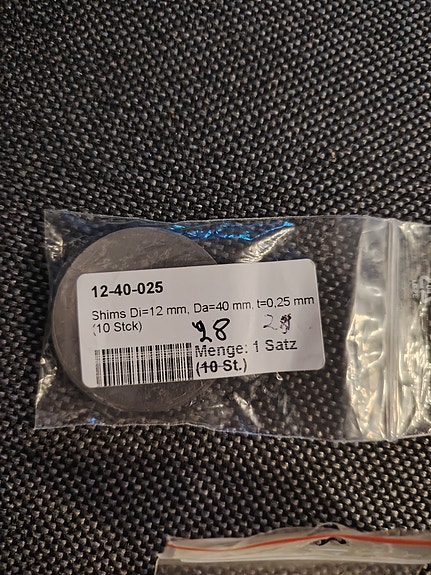 12-40-025
Shims Di=12 mm, Da=40 mm, t=0,25 mm
(10 Stck)
28
Menge: 1 Satz
(10 St.)